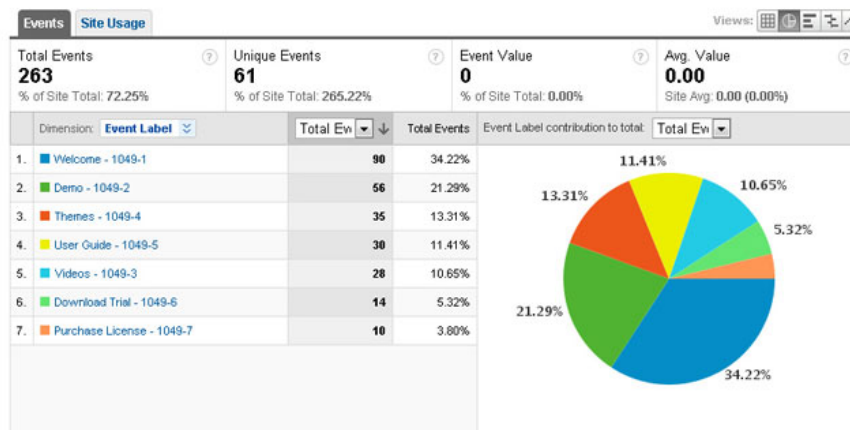 Events Site Usage Views:
Total Events Unique Events Event Value Avg. Value
263 61 0 0.00
% of Site Total: 72.25% % of Site Total: 265.22% % of Site Total: 0.00% Site Avg: 0.00 (0.00%)
Dimension: Event Label Total Ev Total Events Event Label contribution to total: Total Ev
1. Welcome - 1049-1 90 34.22%
2. Demo - 1049-2 56 21.29%
3. Themes - 1049-4 35 13.31%
4. User Guide - 1049-5 30 11.41%
5. Videos - 1049-3 28 10.65%
6. Download Trial - 1049-6 14 5.32%
7. Purchase License - 1049-7 10 3.80%
11.41%
10.65%
13.31%
5.32%
21.29%
34.22%